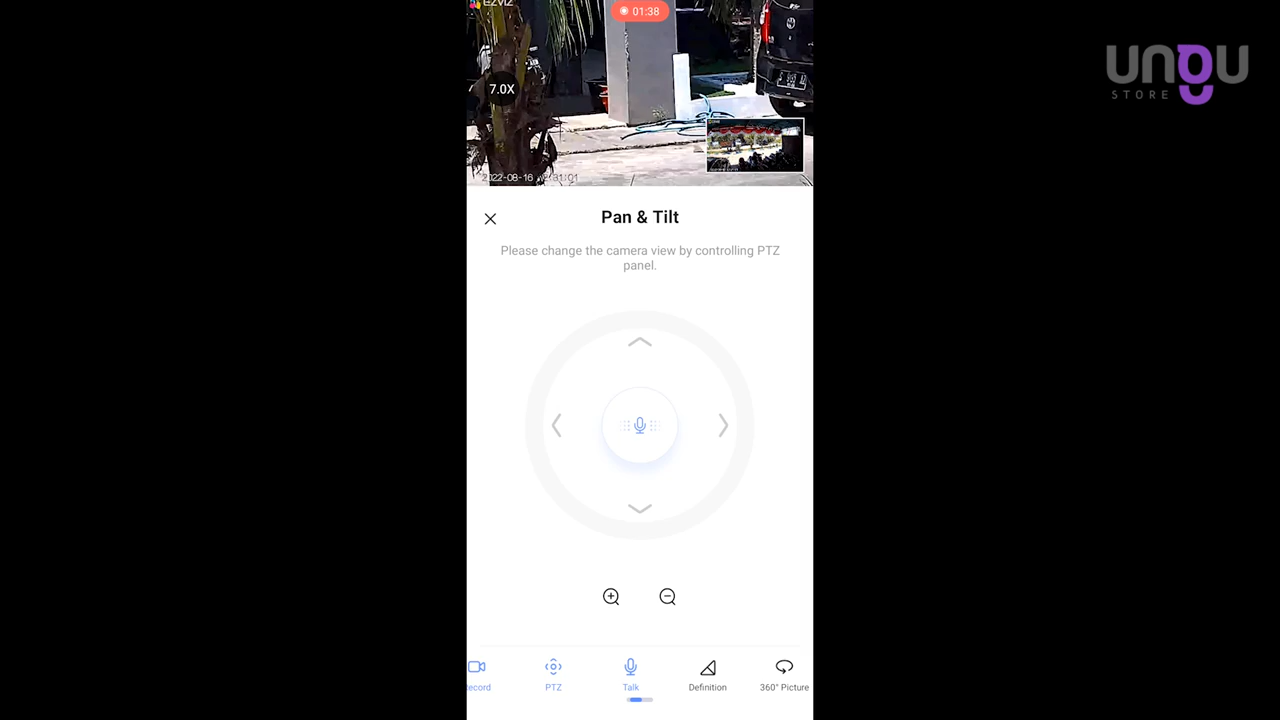 EZVIZ
01:38
7.0X
ungu
STORE
2022-08-16
Pan & Tilt
Please change the camera view by controlling PTZ
panel.
Record
PTZ
Talk
Definition
360° Picture